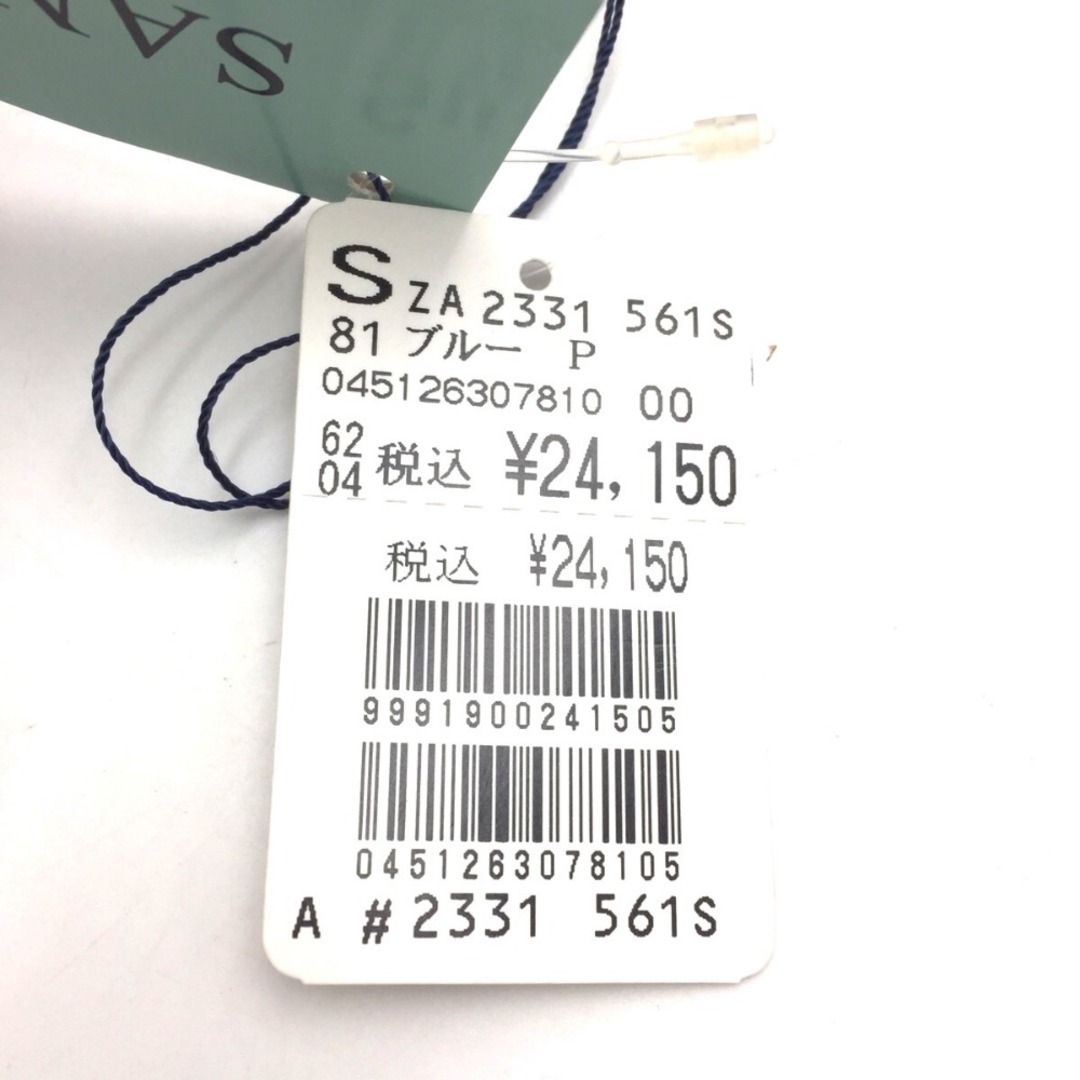 SA
S ZA 2331 561S
81 ブルー P
045126307810 00
62
04 税込 ¥24,150
税込 ¥24,150
9991900241505
0451263078105
A # 2331 561S